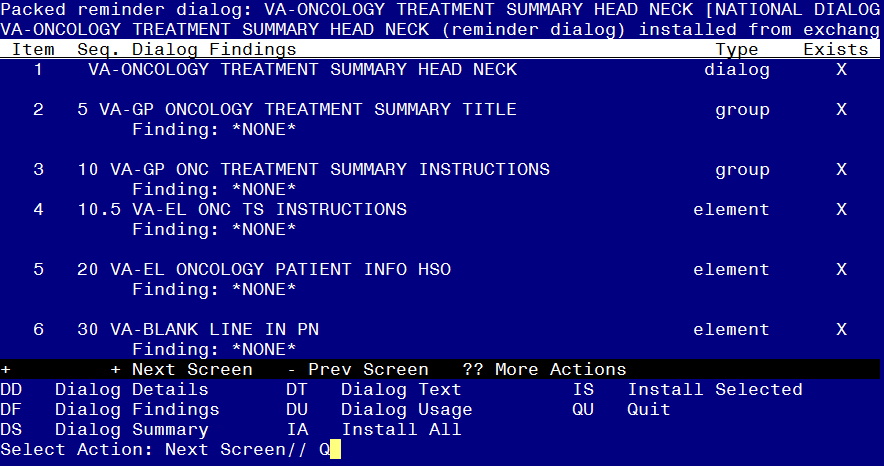 Packed reminder dialog: VA-ONCOLOGY TREATMENT SUMMARY HEAD NECK [NATIONAL DIALOG
VA-ONCOLOGY TREATMENT SUMMARY HEAD NECK (reminder dialog) installed from exchang
Item Seq. Dialog Findings Type Exists
1 VA-ONCOLOGY TREATMENT SUMMARY HEAD NECK dialog X
2 5 VA-GP ONCOLOGY TREATMENT SUMMARY TITLE group X
Finding: *NONE*
3 10 VA-GP ONC TREATMENT SUMMARY INSTRUCTIONS group X
Finding: *NONE*
4 10.5 VA-EL ONC TS INSTRUCTIONS element X
Finding: *NONE*
5 20 VA-EL ONCOLOGY PATIENT INFO HSO element X
Finding: *NONE*
6 30 VA-BLANK LINE IN PN element X
Finding: *NONE*
+ + Next Screen - Prev Screen ?? More Actions
DD Dialog Details DT Dialog Text IS Install Selected
DF Dialog Findings DU Dialog Usage QU Quit
DS Dialog Summary IA Install All
Select Action: Next Screen// Q